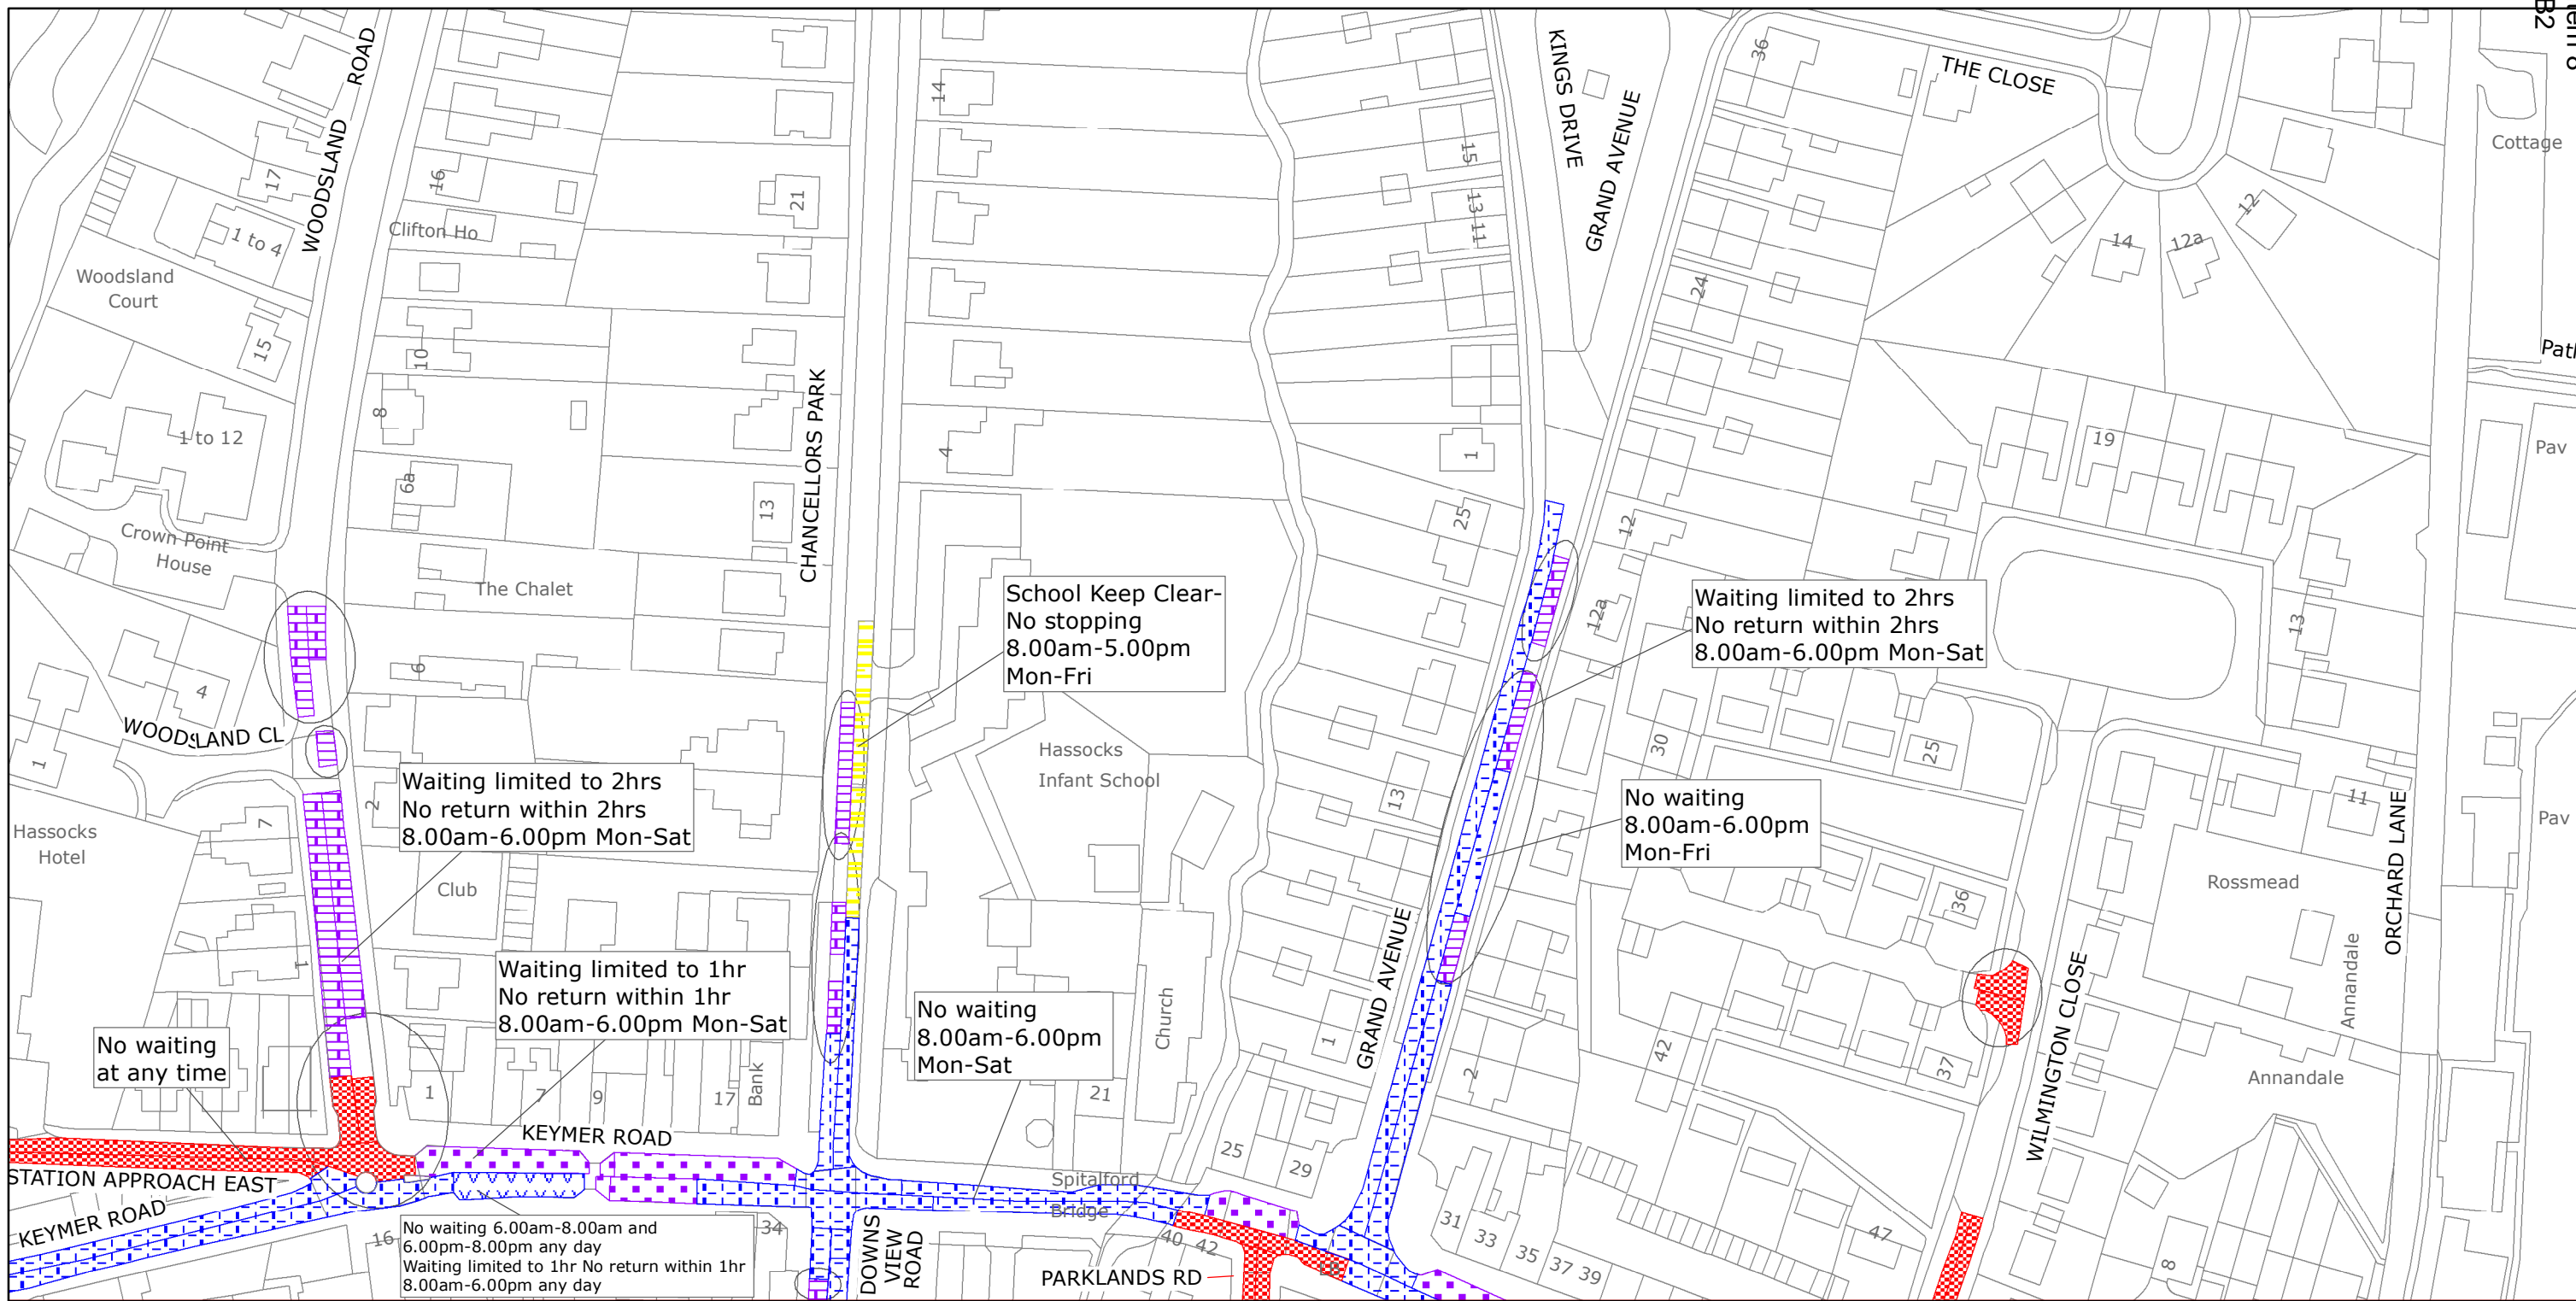 B2
WOODSLAND ROAD
KINGS DRIVE
GRAND AVENUE
THE CLOSE
36
14
Cottage
15
17
16
21
13
11
12
1 to 4
Clifton Ho
14
12a
Woodsland
Court
24
15
10
Path
8
CHANCELLORS PARK
1 to 12
4
1
19
Pav
6a
13
25
12
Crown Point
House
The Chalet
School Keep Clear-
No stopping
8.00am-5.00pm
Mon-Fri
Waiting limited to 2hrs
No return within 2hrs
8.00am-6.00pm Mon-Sat
12a
13
6
4
WOODSLAND CL
1
Hassocks
Infant School
30
25
Waiting limited to 2hrs
No return within 2hrs
8.00am-6.00pm Mon-Sat
2
7
13
No waiting
8.00am-6.00pm
Mon-Fri
11
ORCHARD LANE
Pav
Hassocks
Hotel
Club
36
Rossmead
1
Waiting limited to 1hr
No return within 1hr
8.00am-6.00pm Mon-Sat
No waiting
8.00am-6.00pm
Mon-Sat
Church
GRAND AVENUE
1
WILMINGTON CLOSE
Annandale
No waiting
at any time
1
7
9
17
Bank
21
2
42
37
Annandale
KEYMER ROAD
25
29
STATION APPROACH EAST
Spitalford
Bridge
KEYMER ROAD
16
No waiting 6.00am-8.00am and
6.00pm-8.00pm any day
Waiting limited to 1hr No return within 1hr
8.00am-6.00pm any day
34
DOWNS
VIEW
ROAD
40
42
31
33
35
37
39
47
8
PARKLANDS RD